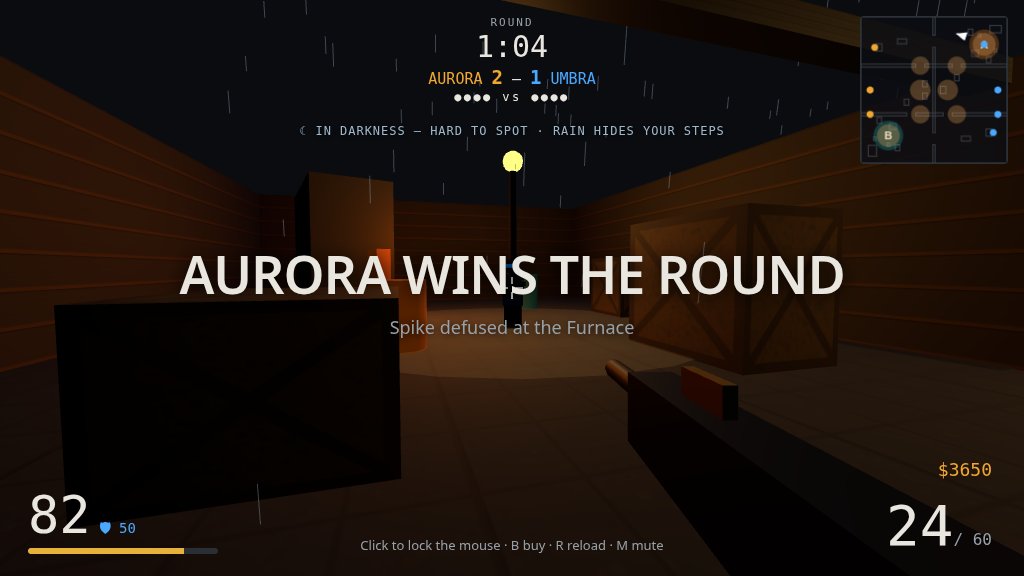 ROUND
1:04
AURORA 2 — 1 UMBRA
●●●● VS ●●●●
☾ IN DARKNESS — HARD TO SPOT · RAIN HIDES YOUR STEPS
A
B
AURORA WINS THE ROUND
Spike defused at the Furnace
$3650
82 50
24 / 60
Click to lock the mouse · B buy · R reload · M mute